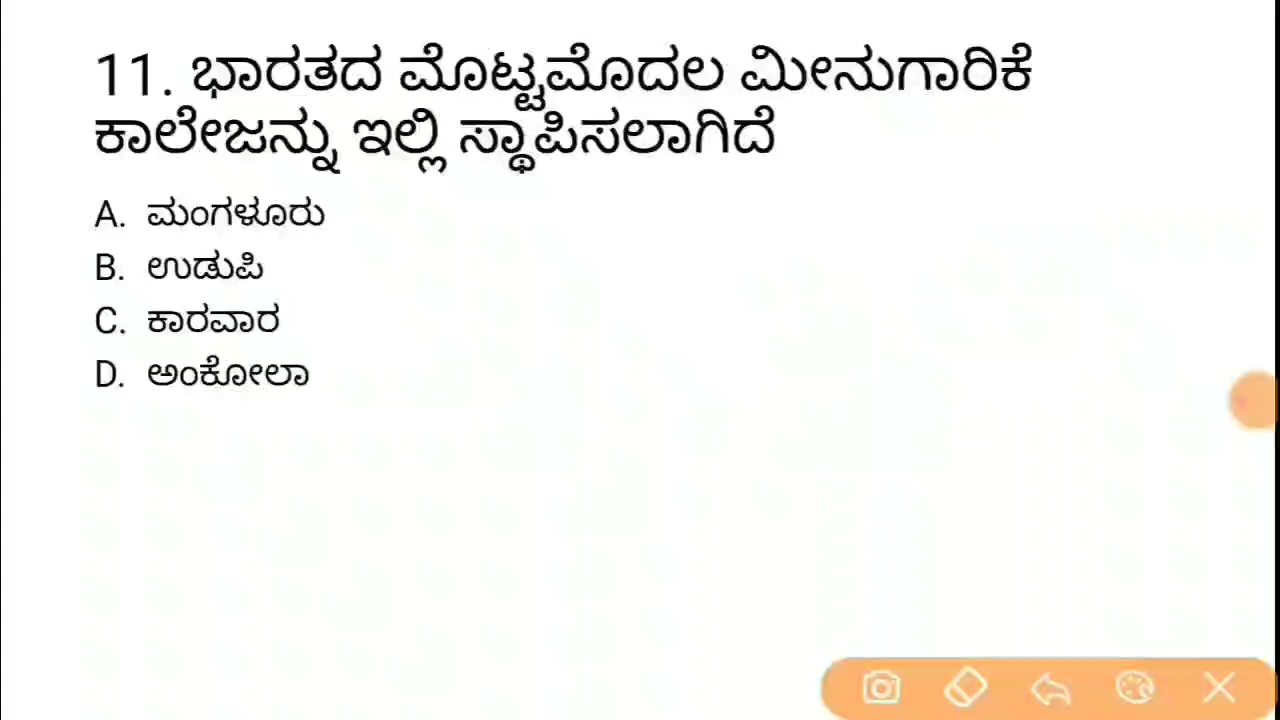 11. ಭಾರತದ ಮೊಟ್ಟಮೊದಲ ಮೀನುಗಾರಿಕೆ
ಕಾಲೇಜನ್ನು ಇಲ್ಲಿ ಸ್ಥಾಪಿಸಲಾಗಿದೆ
A. ಮಂಗಳೂರು
B. ಉಡುಪಿ
C. ಕಾರವಾರ
D. ಅಂಕೋಲಾ